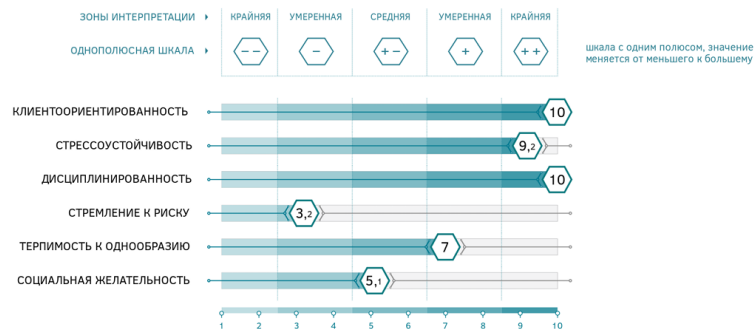 ЗОНЫ ИНТЕРПРЕТАЦИИ КРАЙНЯЯ УМЕРЕННАЯ СРЕДНЯЯ УМЕРЕННАЯ КРАЙНЯЯ
ОДНОПОЛЮСНАЯ ШКАЛА – – – + – + + +
шкала с одним полюсом, значение
меняется от меньшего к большему
КЛИЕНТООРИЕНТИРОВАННОСТЬ 10
СТРЕССОУСТОЙЧИВОСТЬ 9,2
ДИСЦИПЛИНИРОВАННОСТЬ 10
СТРЕМЛЕНИЕ К РИСКУ 3,2
ТЕРПИМОСТЬ К ОДНООБРАЗИЮ 7
СОЦИАЛЬНАЯ ЖЕЛАТЕЛЬНОСТЬ 5,1
1 2 3 4 5 6 7 8 9 10